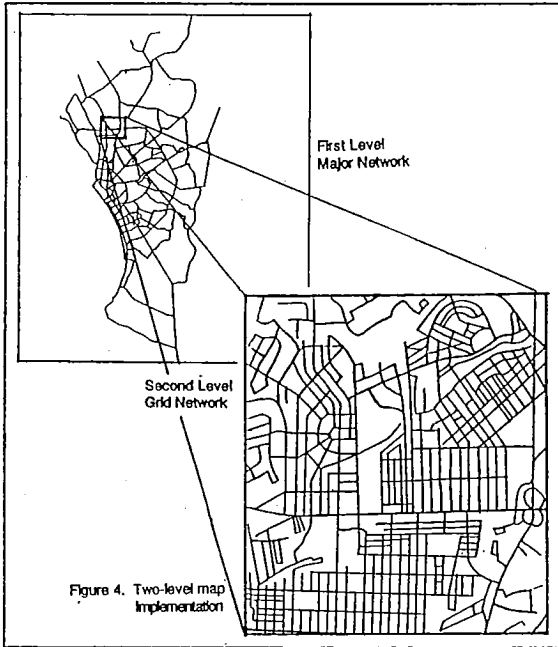 First Level
Major Network
Second Level
Grid Network
Figure 4. Two-level map
Implementation